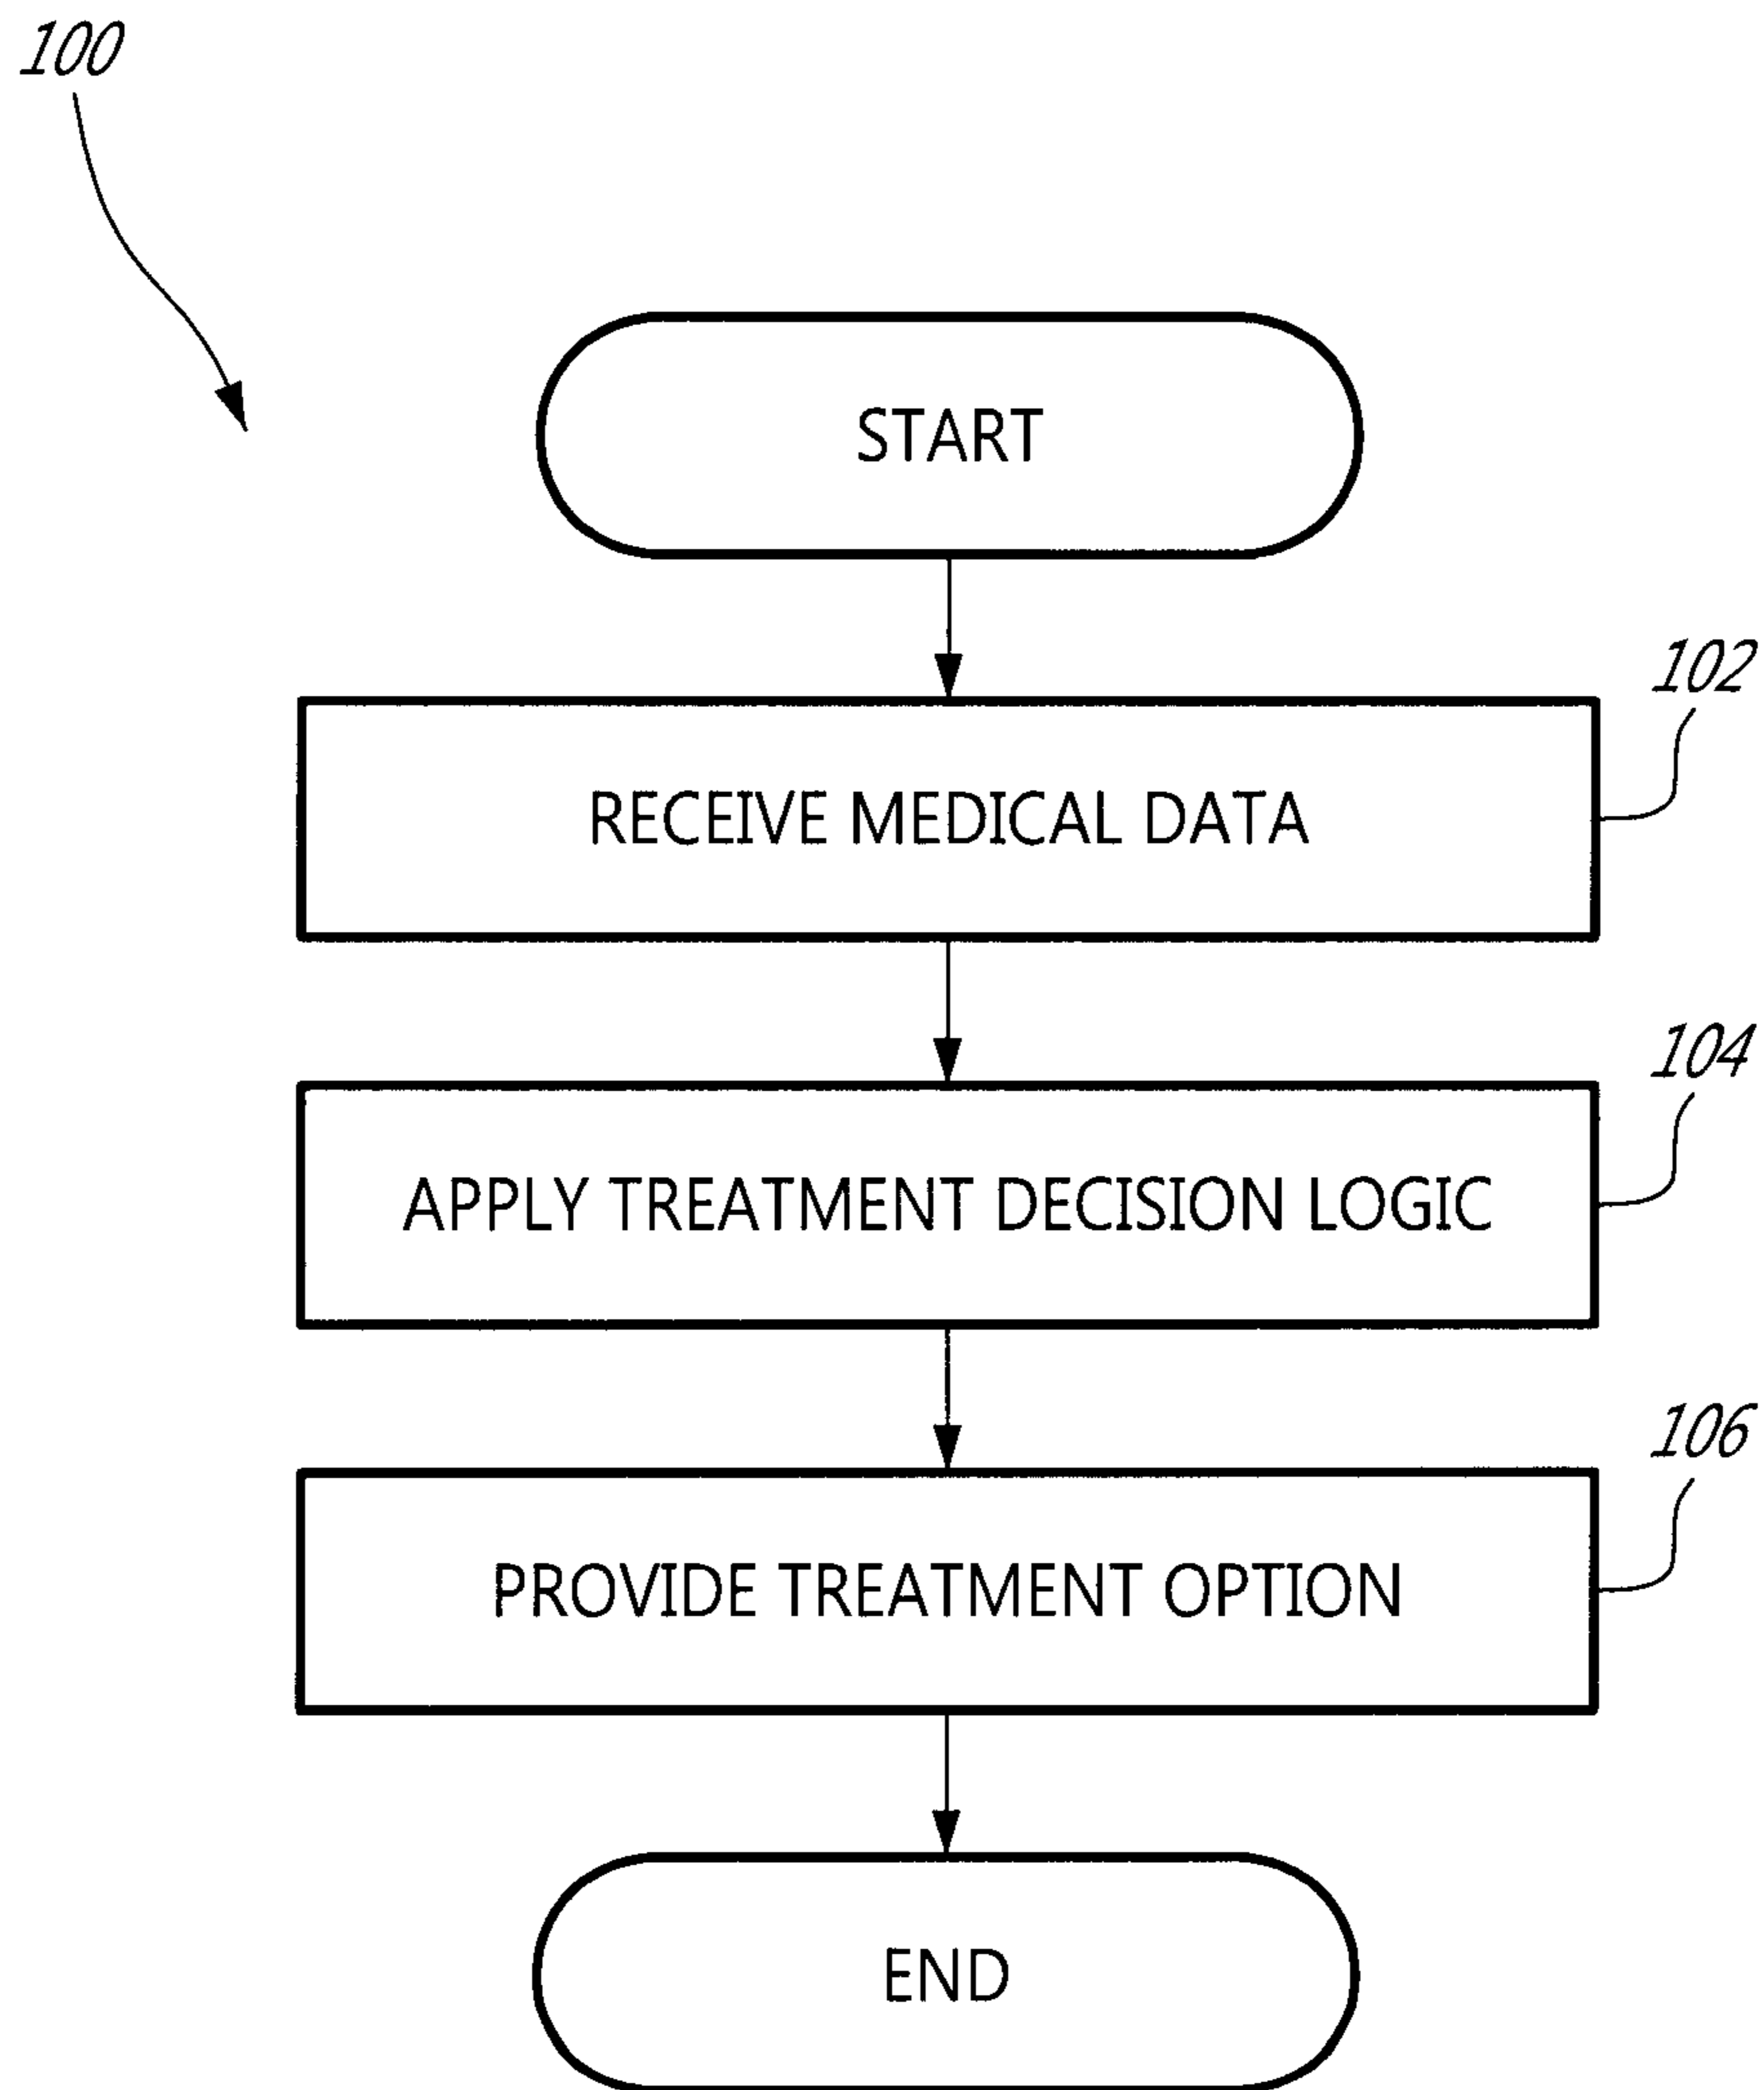 100
START
102
RECEIVE MEDICAL DATA
104
APPLY TREATMENT DECISION LOGIC
106
PROVIDE TREATMENT OPTION
END